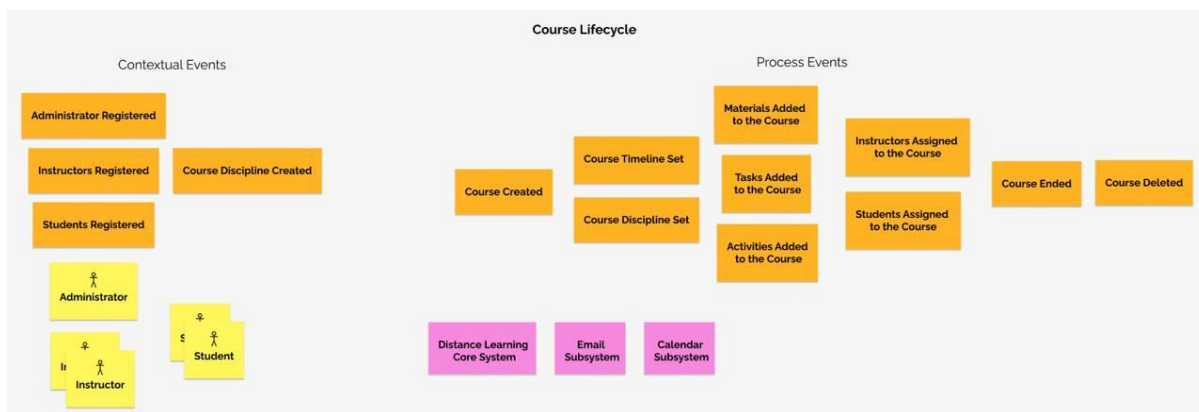 Course Lifecycle
Contextual Events
Process Events
Administrator Registered
Instructors Registered
Course Discipline Created
Students Registered
Administrator
Student
Instructor
Course Created
Course Timeline Set
Course Discipline Set
Materials Added
to the Course
Tasks Added
to the Course
Activities Added
to the Course
Instructors Assigned
to the Course
Students Assigned
to the Course
Course Ended
Course Deleted
Distance Learning
Core System
Email
Subsystem
Calendar
Subsystem